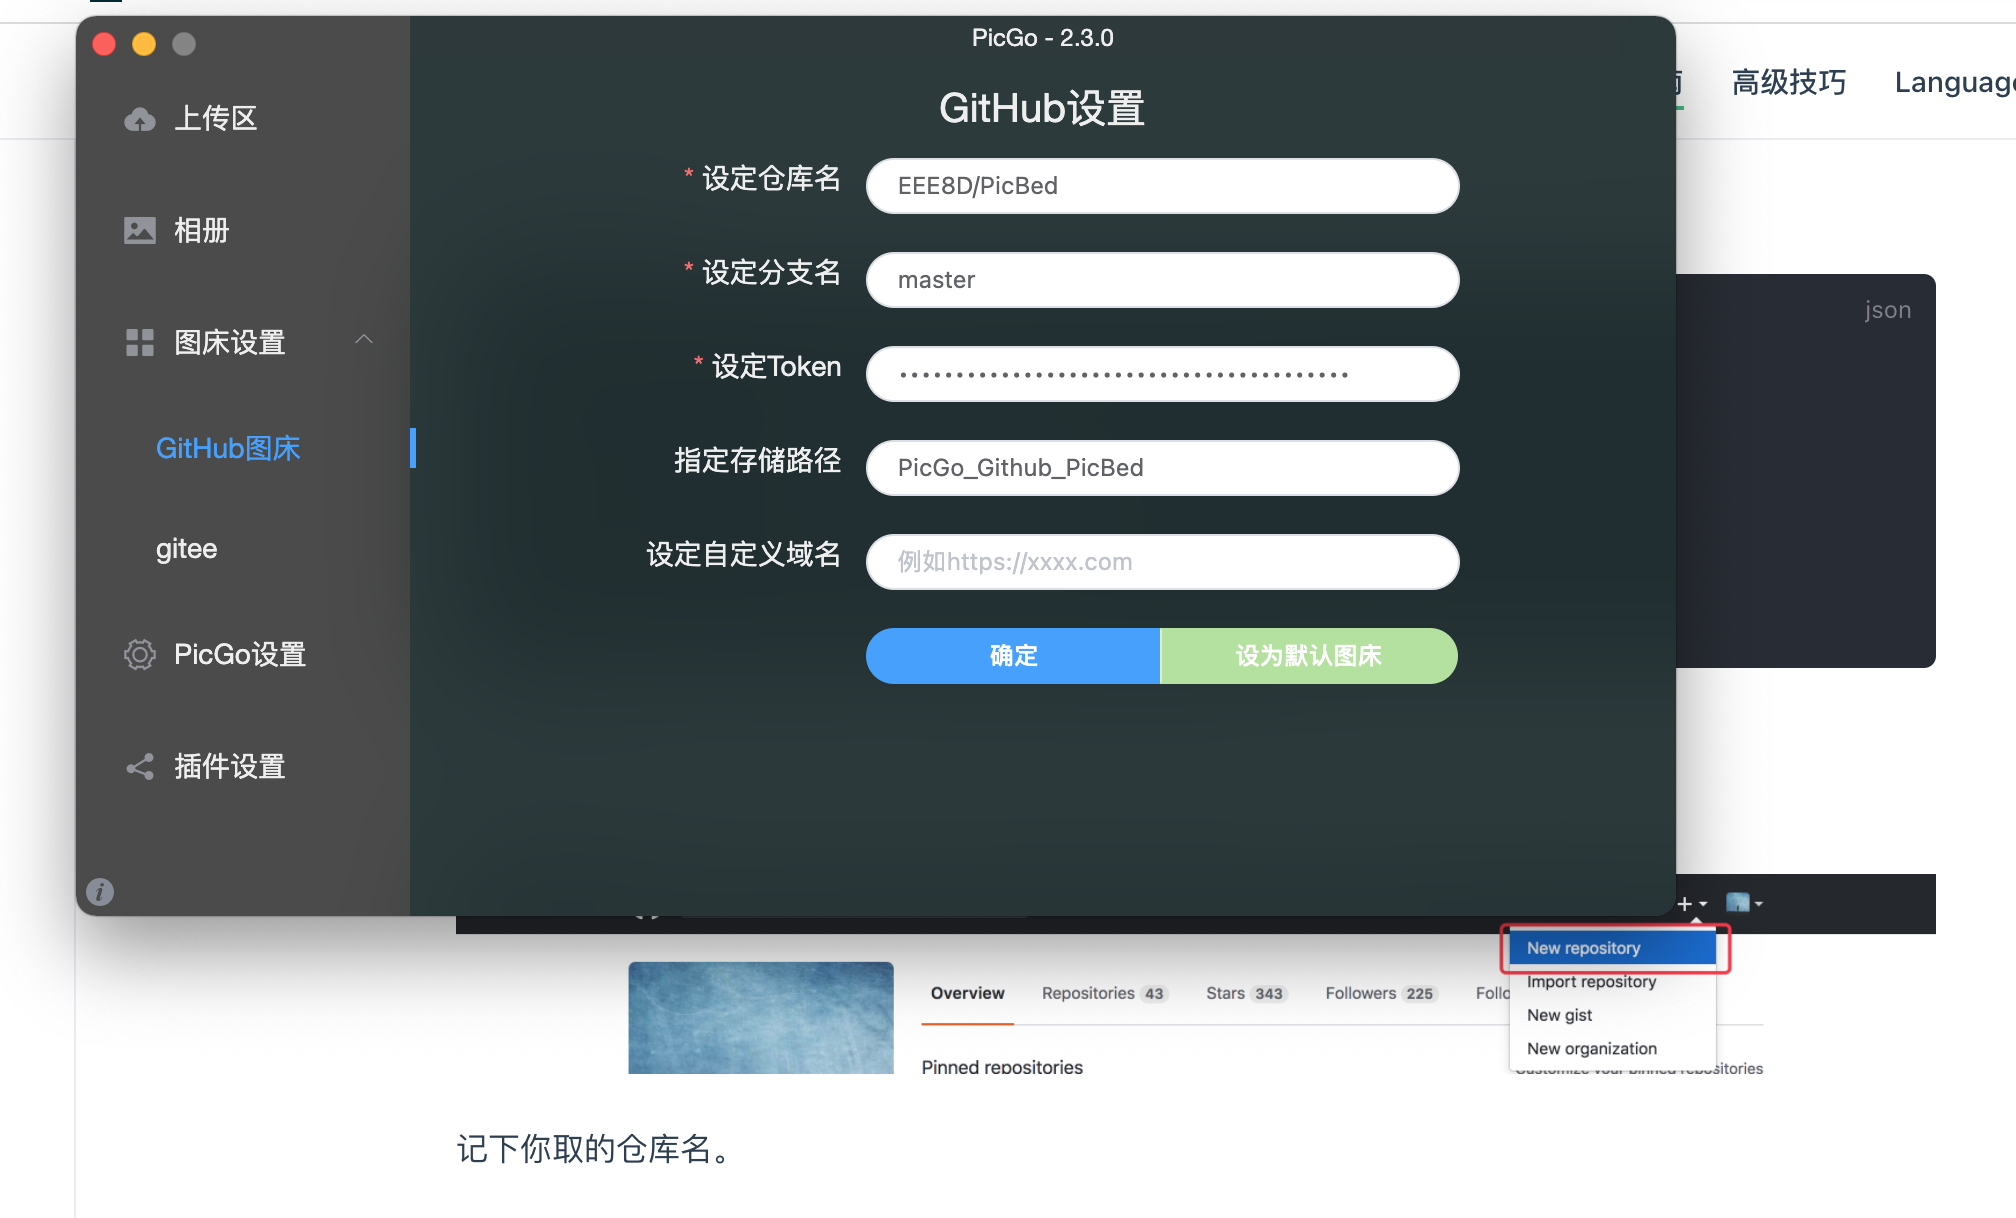 PicGo - 2.3.0
高级技巧
Language
上传区
相册
图床设置
GitHub图床
gitee
PicGo设置
插件设置
GitHub设置
* 设定仓库名
EEE8D/PicBed
* 设定分支名
master
* 设定Token
••••••••••••••••••••••••••••••••••••••••
指定存储路径
PicGo_Github_PicBed
设定自定义域名
例如https://xxxx.com
确定
设为默认图床
json
New repository
Import repository
New gist
New organization
Overview
Repositories 43
Stars 343
Followers 225
Follo
Pinned repositories
Customize your pinned repositories
记下你取的仓库名。